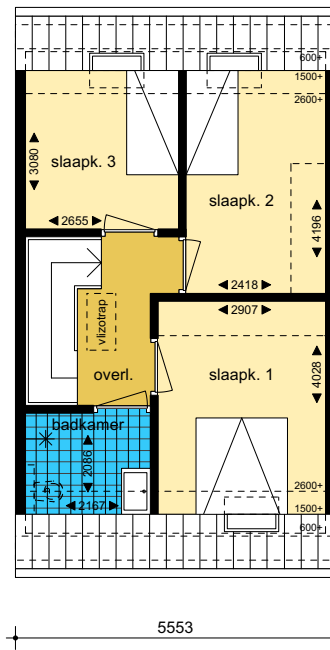 600+
1500+
2600+
slaapk. 3
3080
2655
slaapk. 2
4196
2418
2907
vlizotrap
overl.
slaapk. 1
4028
badkamer
2086
2167
2600+
1500+
600+
5553